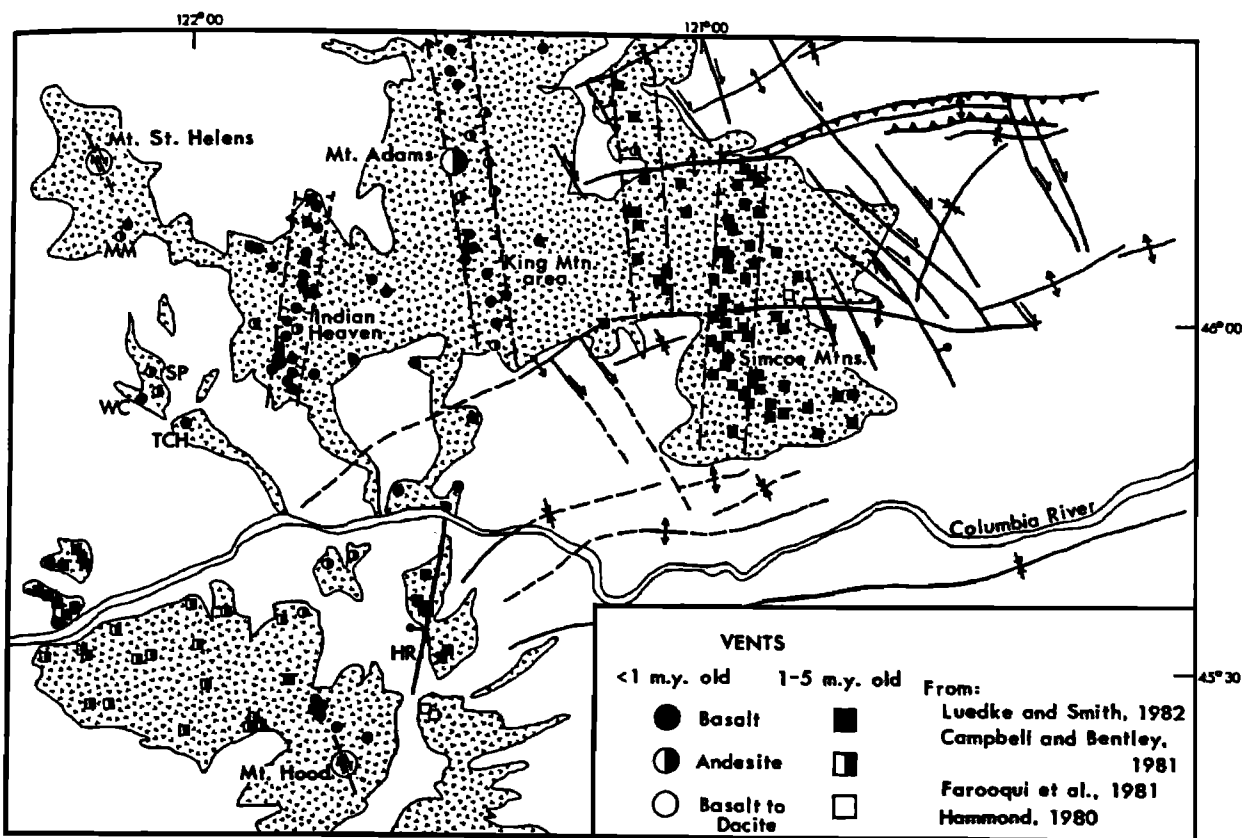 122°00
121°00
Mt. St. Helens
Mt. Adams
MM
King Mtn.
area
Indian
Heaven
46°00
Simcoe Mtns.
SP
WC
TCH
Columbia River
HR
45°30
Mt. Hood
VENTS
<1 m.y. old 1-5 m.y. old
Basalt
Andesite
Basalt to
Dacite
From:
Luedke and Smith, 1982
Campbell and Bentley,
1981
Farooqui et al., 1981
Hammond, 1980